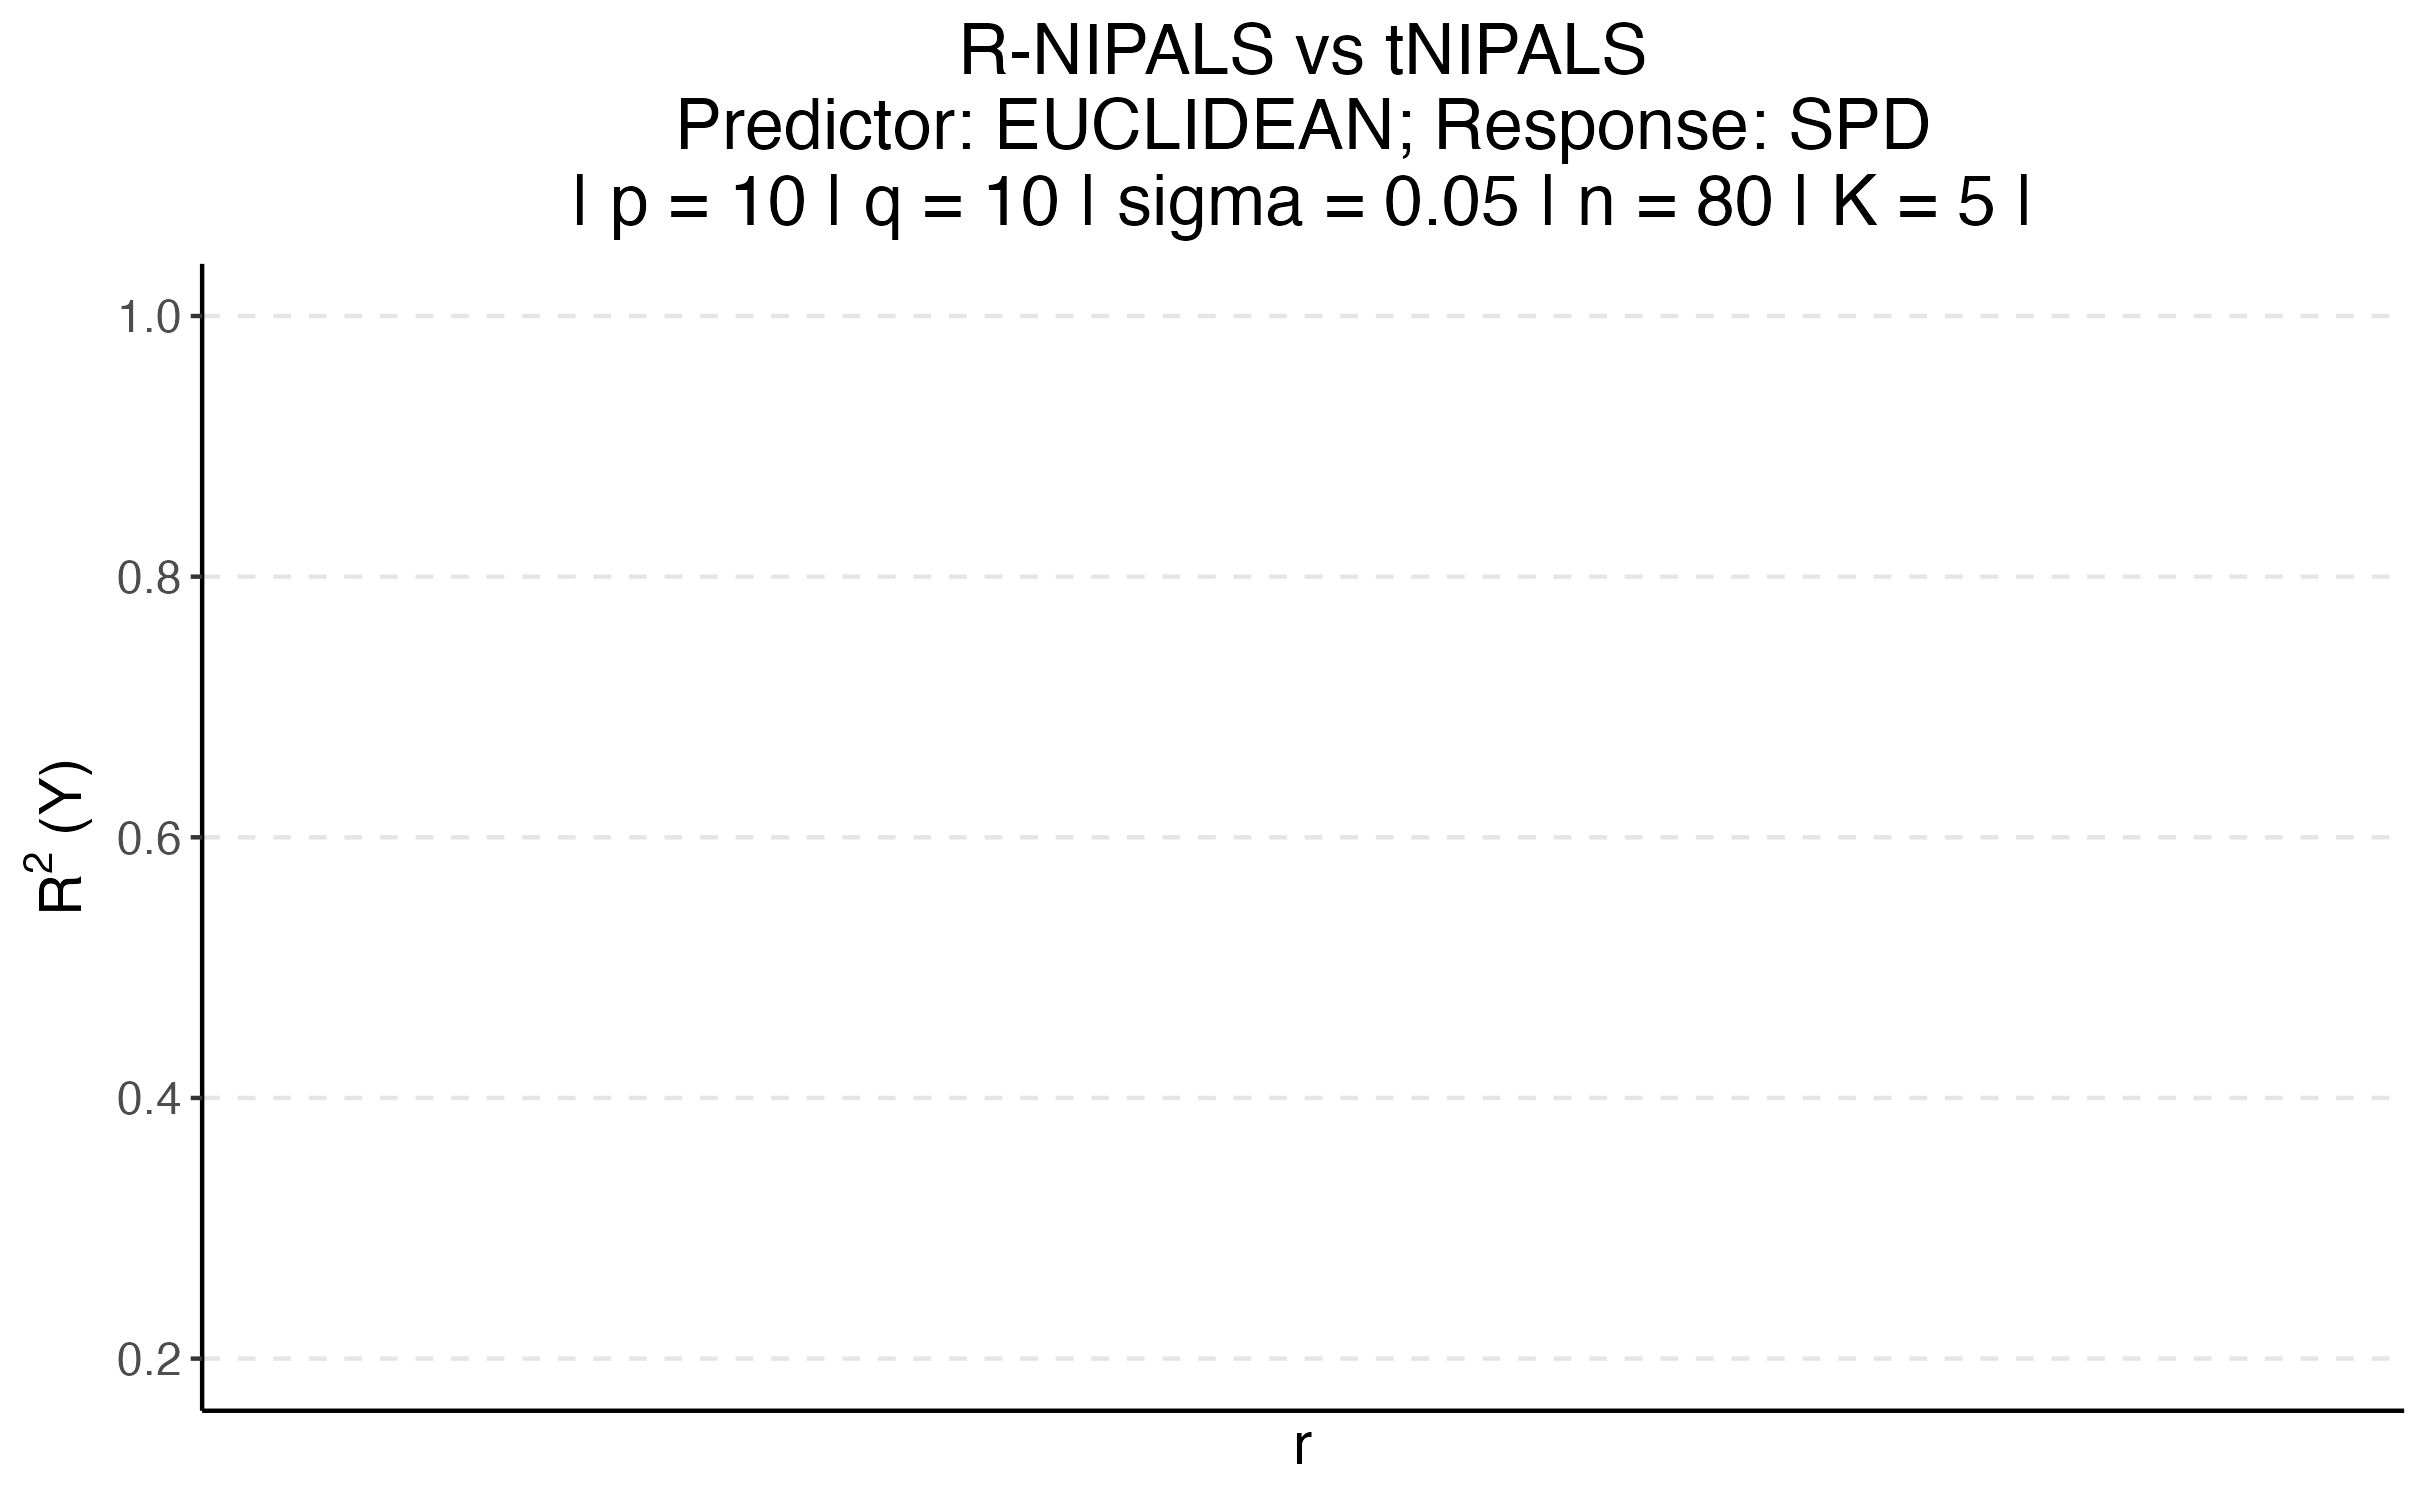 R-NIPALS vs tNIPALS
Predictor: EUCLIDEAN; Response: SPD
| p = 10 | q = 10 | sigma = 0.05 | n = 80 | K = 5 |
1.0
0.8
0.6
0.4
0.2
R² (Y)
r